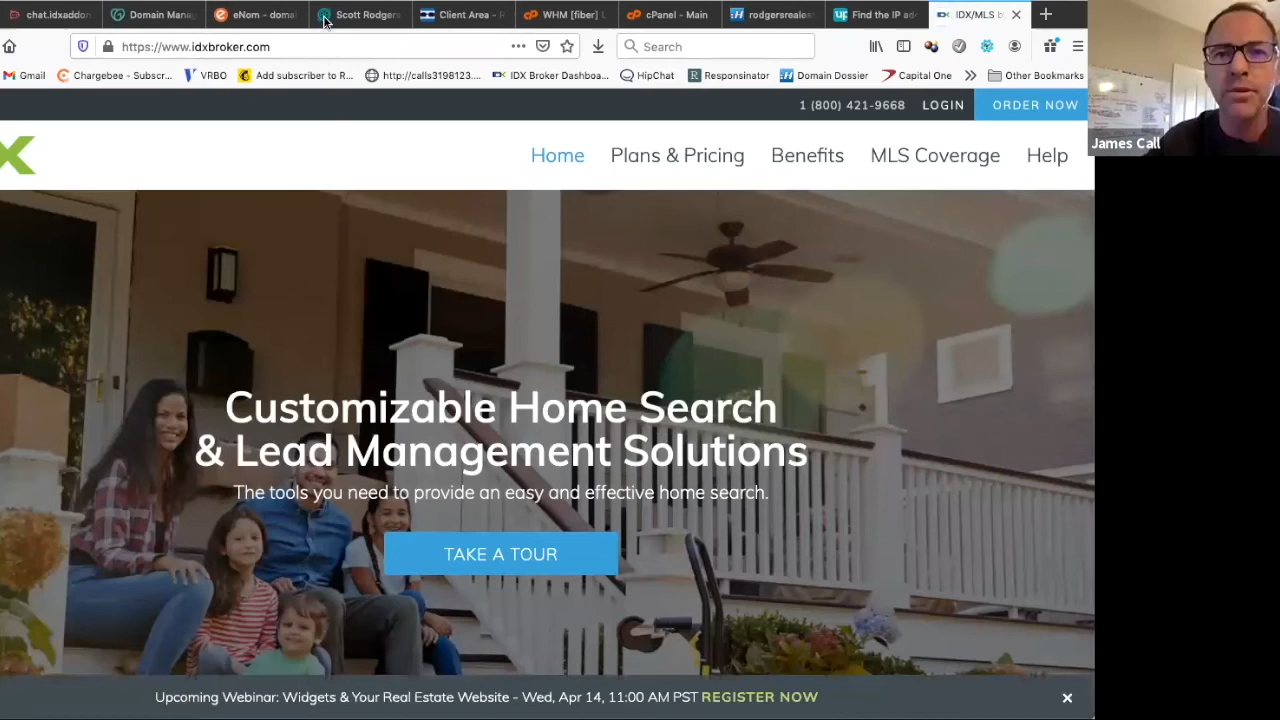 chat.idxaddon
Domain Mana
eNom - domai
Scott Rodgers
Client Area - R
WHM [fiber] L
cPanel - Main
rodgersrealest
Find the IP ad
IDX/MLS b
https://www.idxbroker.com
Search
Gmail
Chargebee - Subscr...
VRBO
Add subscriber to R...
http://calls3198123....
IDX Broker Dashboa...
HipChat
Responsinator
Domain Dossier
Capital One
Other Bookmarks
1 (800) 421-9668
LOGIN
ORDER NOW
James Call
Home
Plans & Pricing
Benefits
MLS Coverage
Help
Customizable Home Search
& Lead Management Solutions
The tools you need to provide an easy and effective home search.
TAKE A TOUR
Upcoming Webinar: Widgets & Your Real Estate Website - Wed, Apr 14, 11:00 AM PST REGISTER NOW